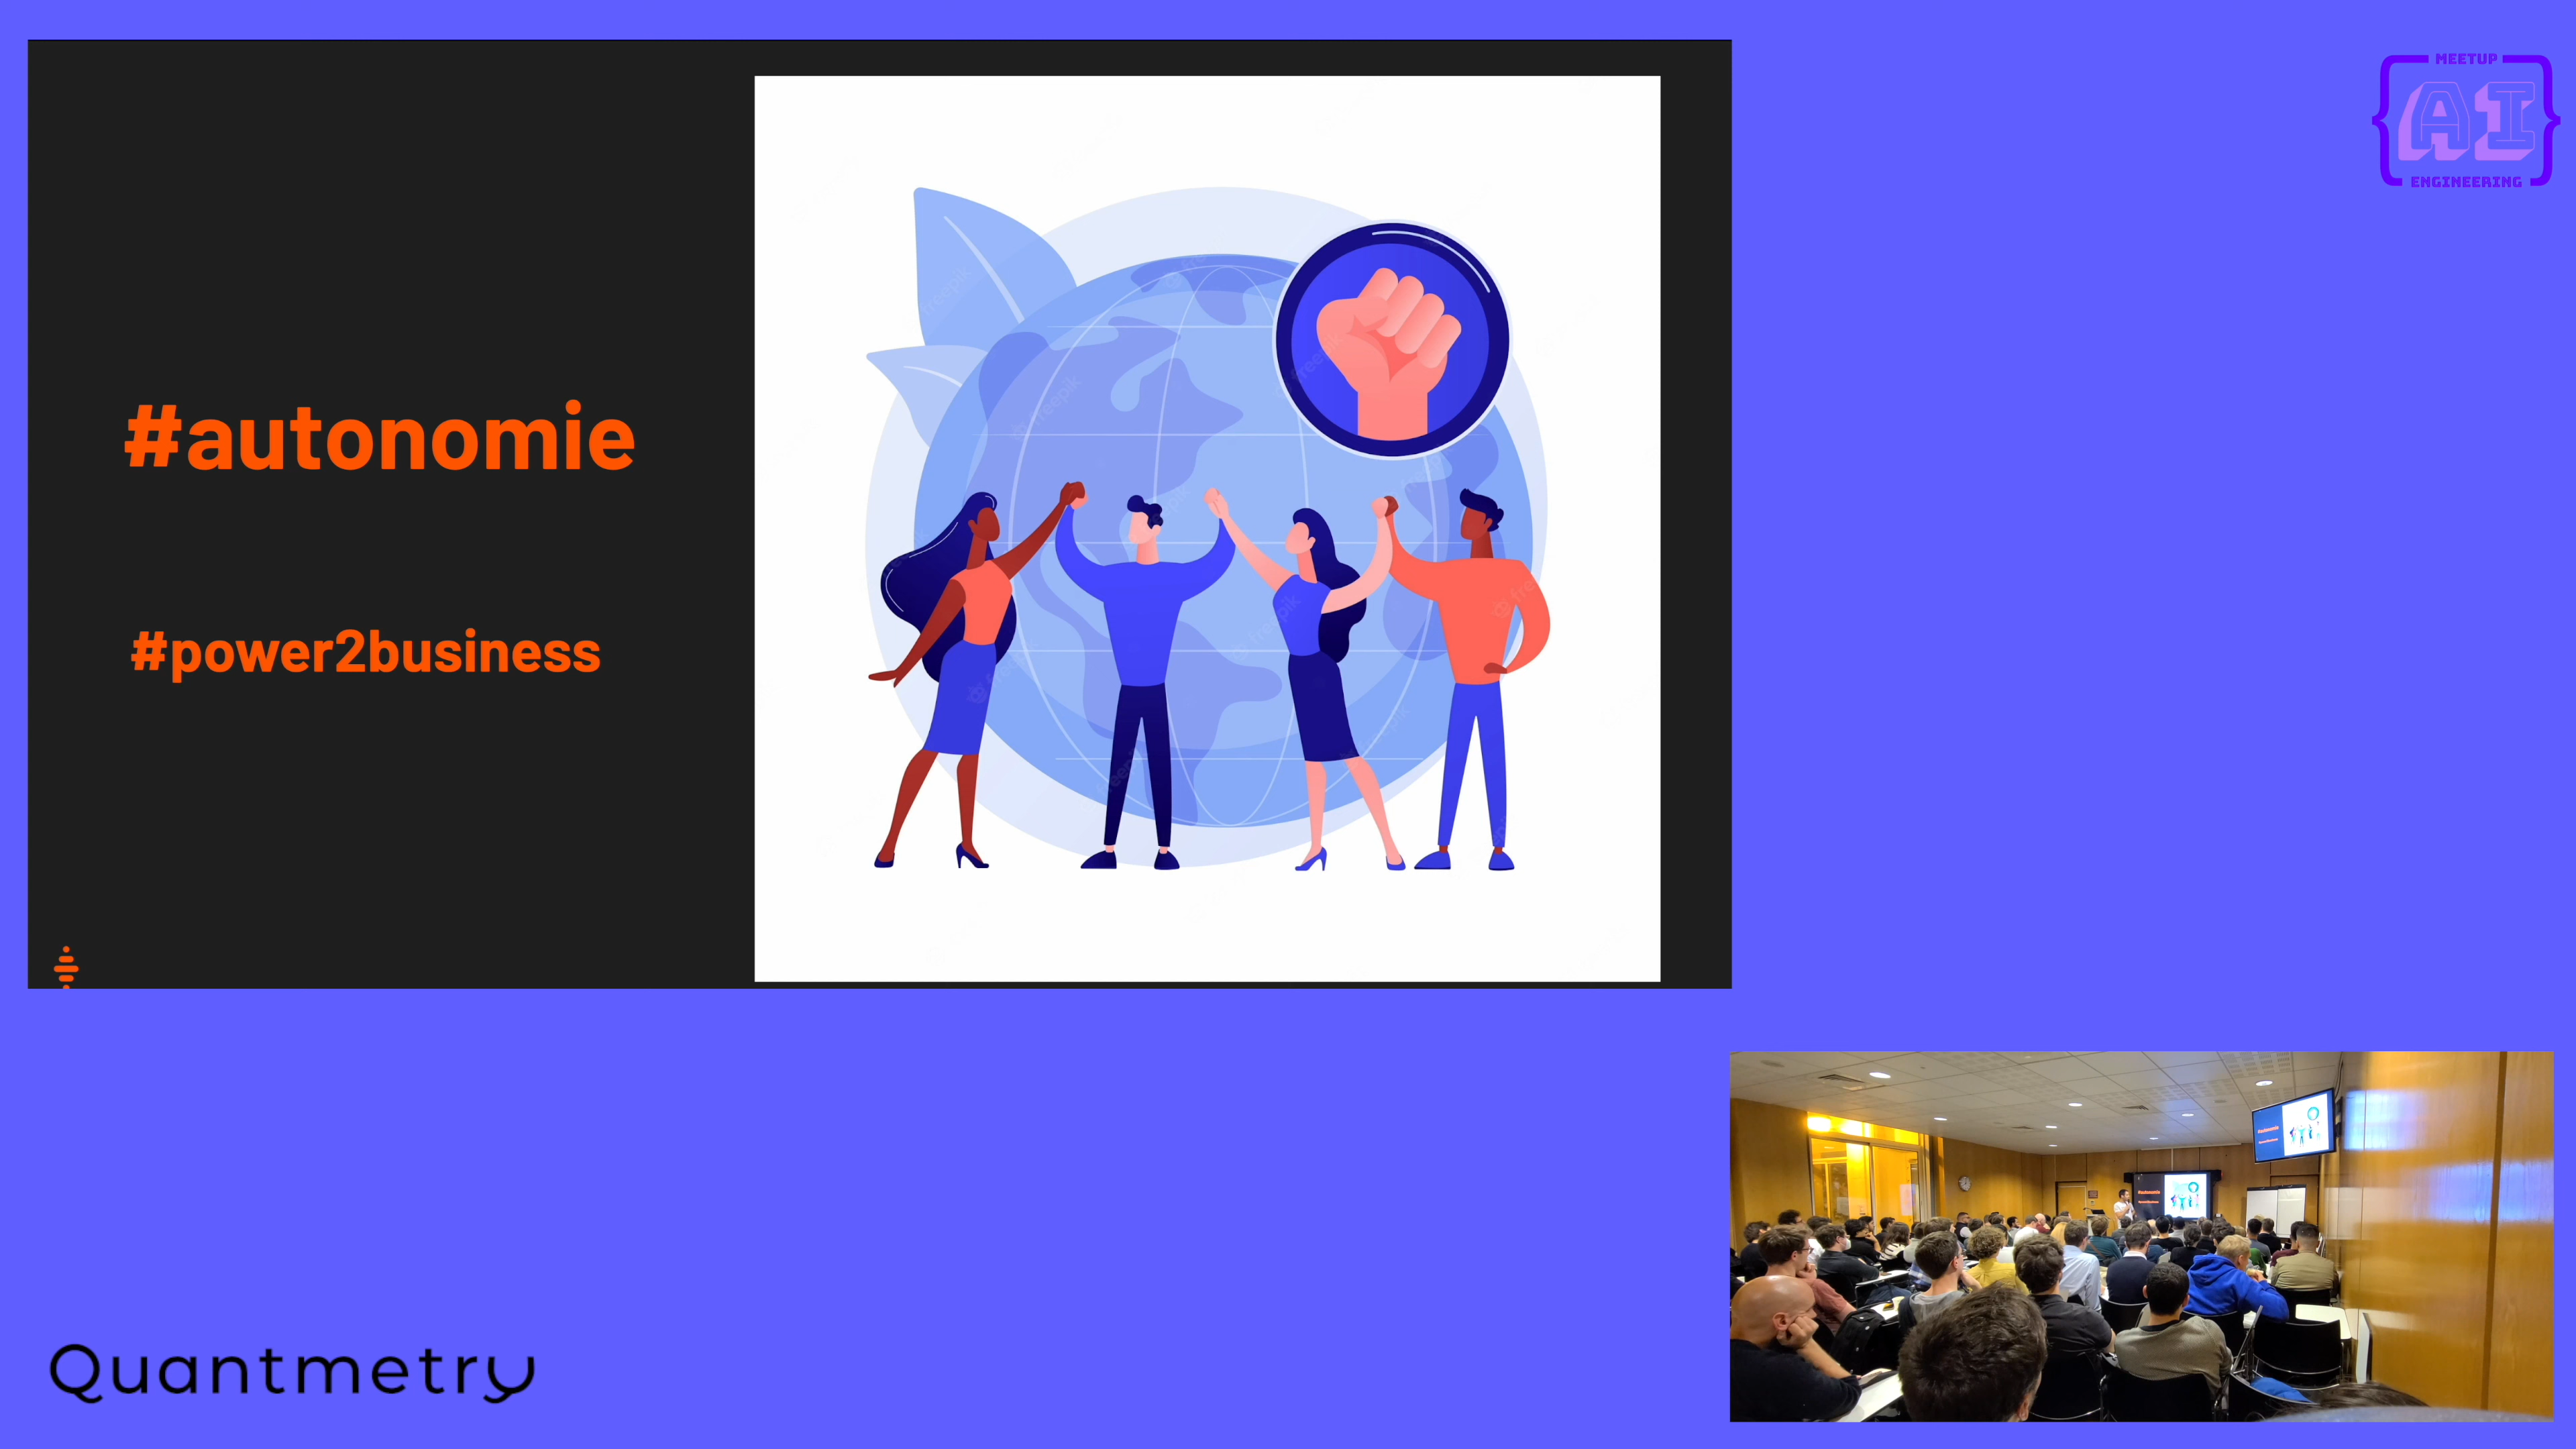 #autonomie
#power2business
MEETUP
AI
ENGINEERING
Quantmetry